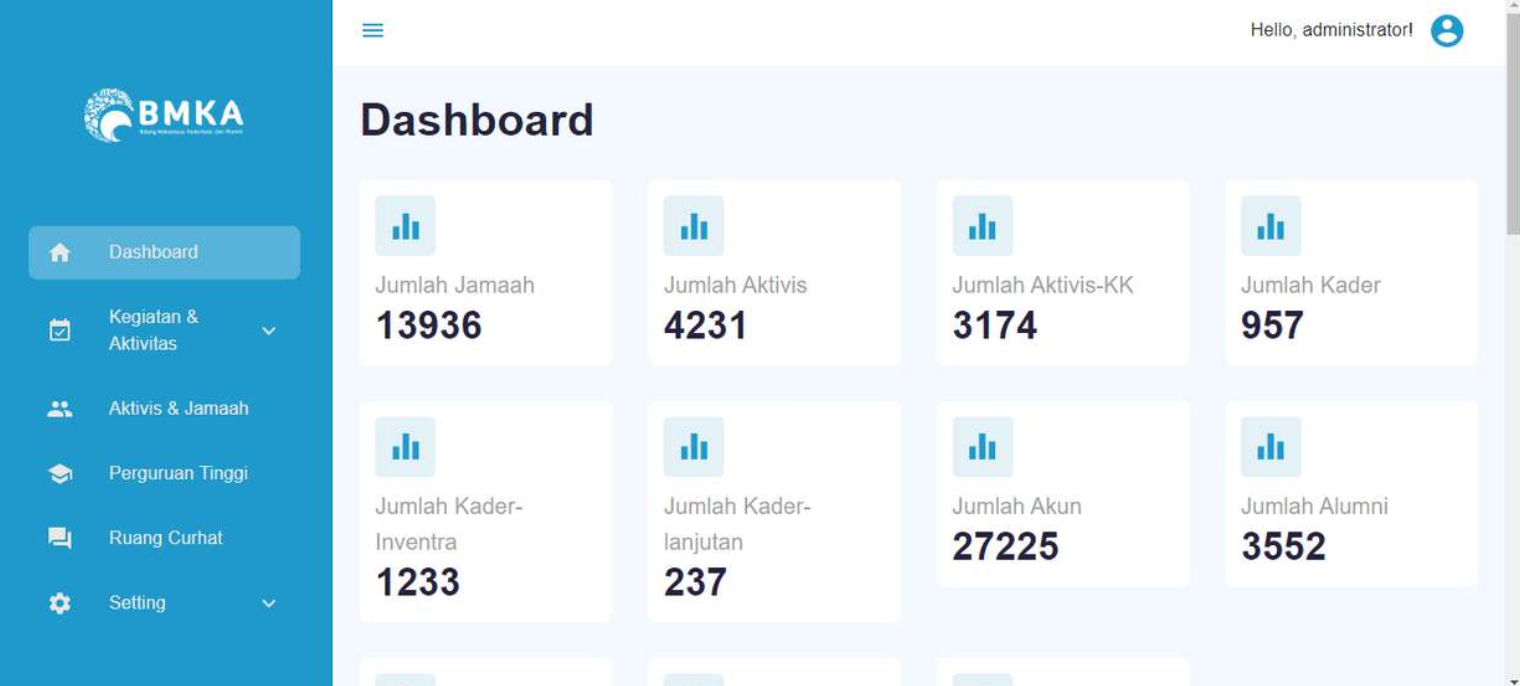 Hello, administrator!
BMKA
Dashboard
Kegiatan &
Aktivitas
Aktivis & Jamaah
Perguruan Tinggi
Ruang Curhat
Setting
Dashboard
Jumlah Jamaah
13936
Jumlah Aktivis
4231
Jumlah Aktivis-KK
3174
Jumlah Kader
957
Jumlah Kader-
Inventra
1233
Jumlah Kader-
lanjutan
237
Jumlah Akun
27225
Jumlah Alumni
3552